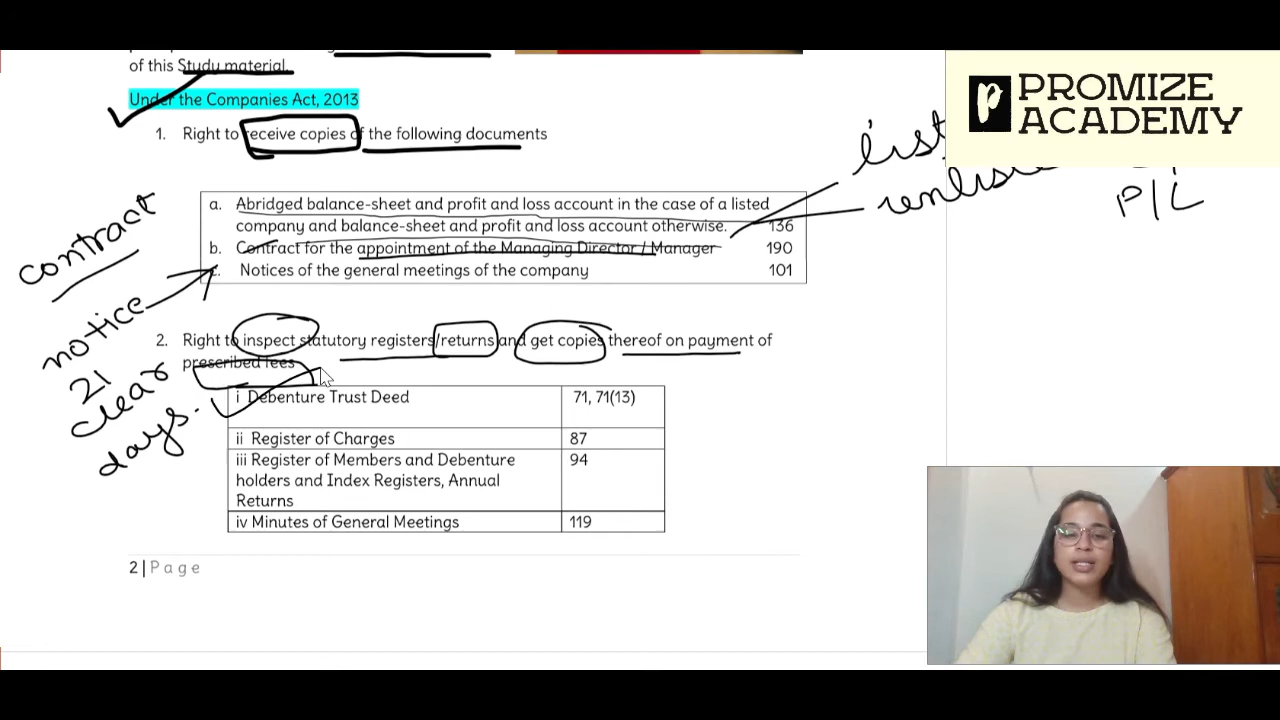 of this Study material.
Under the Companies Act, 2013
1. Right to receive copies of the following documents
a. Abridged balance-sheet and profit and loss account in the case of a listed
company and balance-sheet and profit and loss account otherwise. 136
b. Contract for the appointment of the Managing Director / Manager 190
c. Notices of the general meetings of the company 101
2. Right to inspect statutory registers/returns and get copies thereof on payment of
prescribed fees
i Debenture Trust Deed 71, 71(13)
ii Register of Charges 87
iii Register of Members and Debenture 94
holders and Index Registers, Annual
Returns
iv Minutes of General Meetings 119
2 | Page
contract
notice
21
clear
days.
list
P/L
p
PROMIZE
ACADEMY